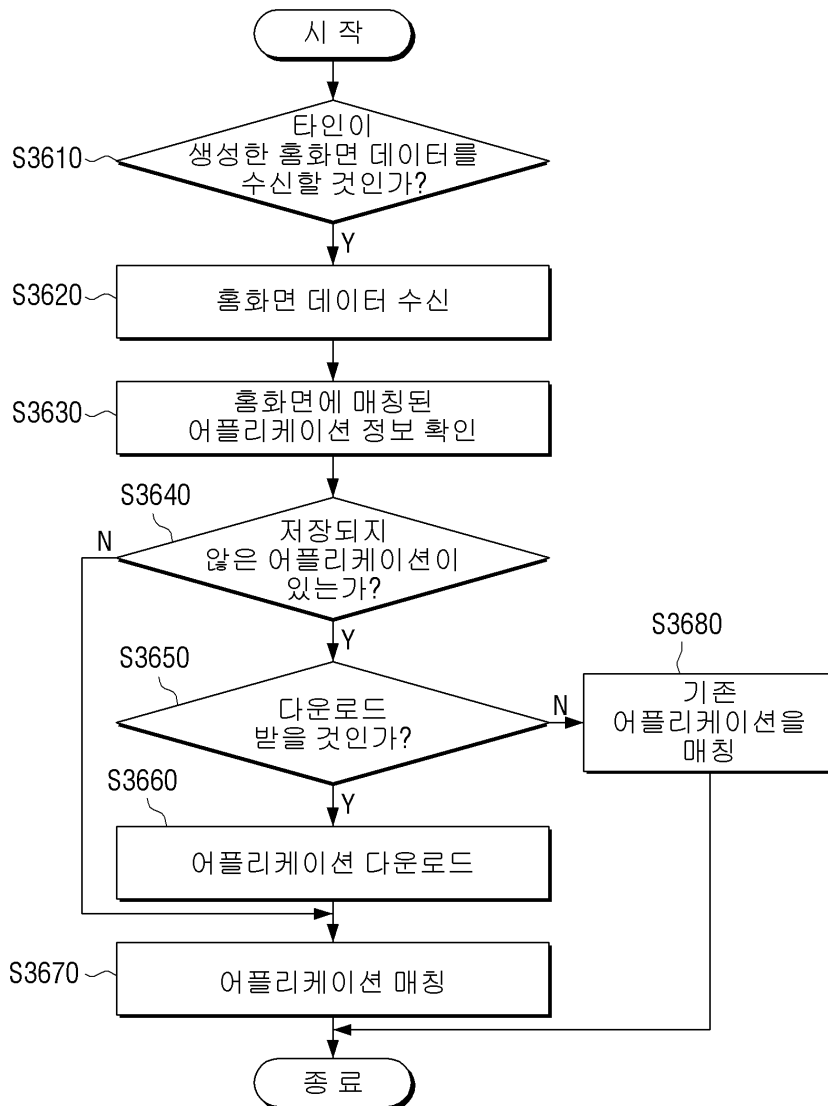 시 작
S3610
타인이
생성한 홈화면 데이터를
수신할 것인가?
Y
S3620
홈화면 데이터 수신
S3630
홈화면에 매칭된
어플리케이션 정보 확인
S3640
N
저장되지
않은 어플리케이션이
있는가?
Y
S3650
다운로드
받을 것인가?
N
S3680
기존
어플리케이션을
매칭
Y
S3660
어플리케이션 다운로드
S3670
어플리케이션 매칭
종 료